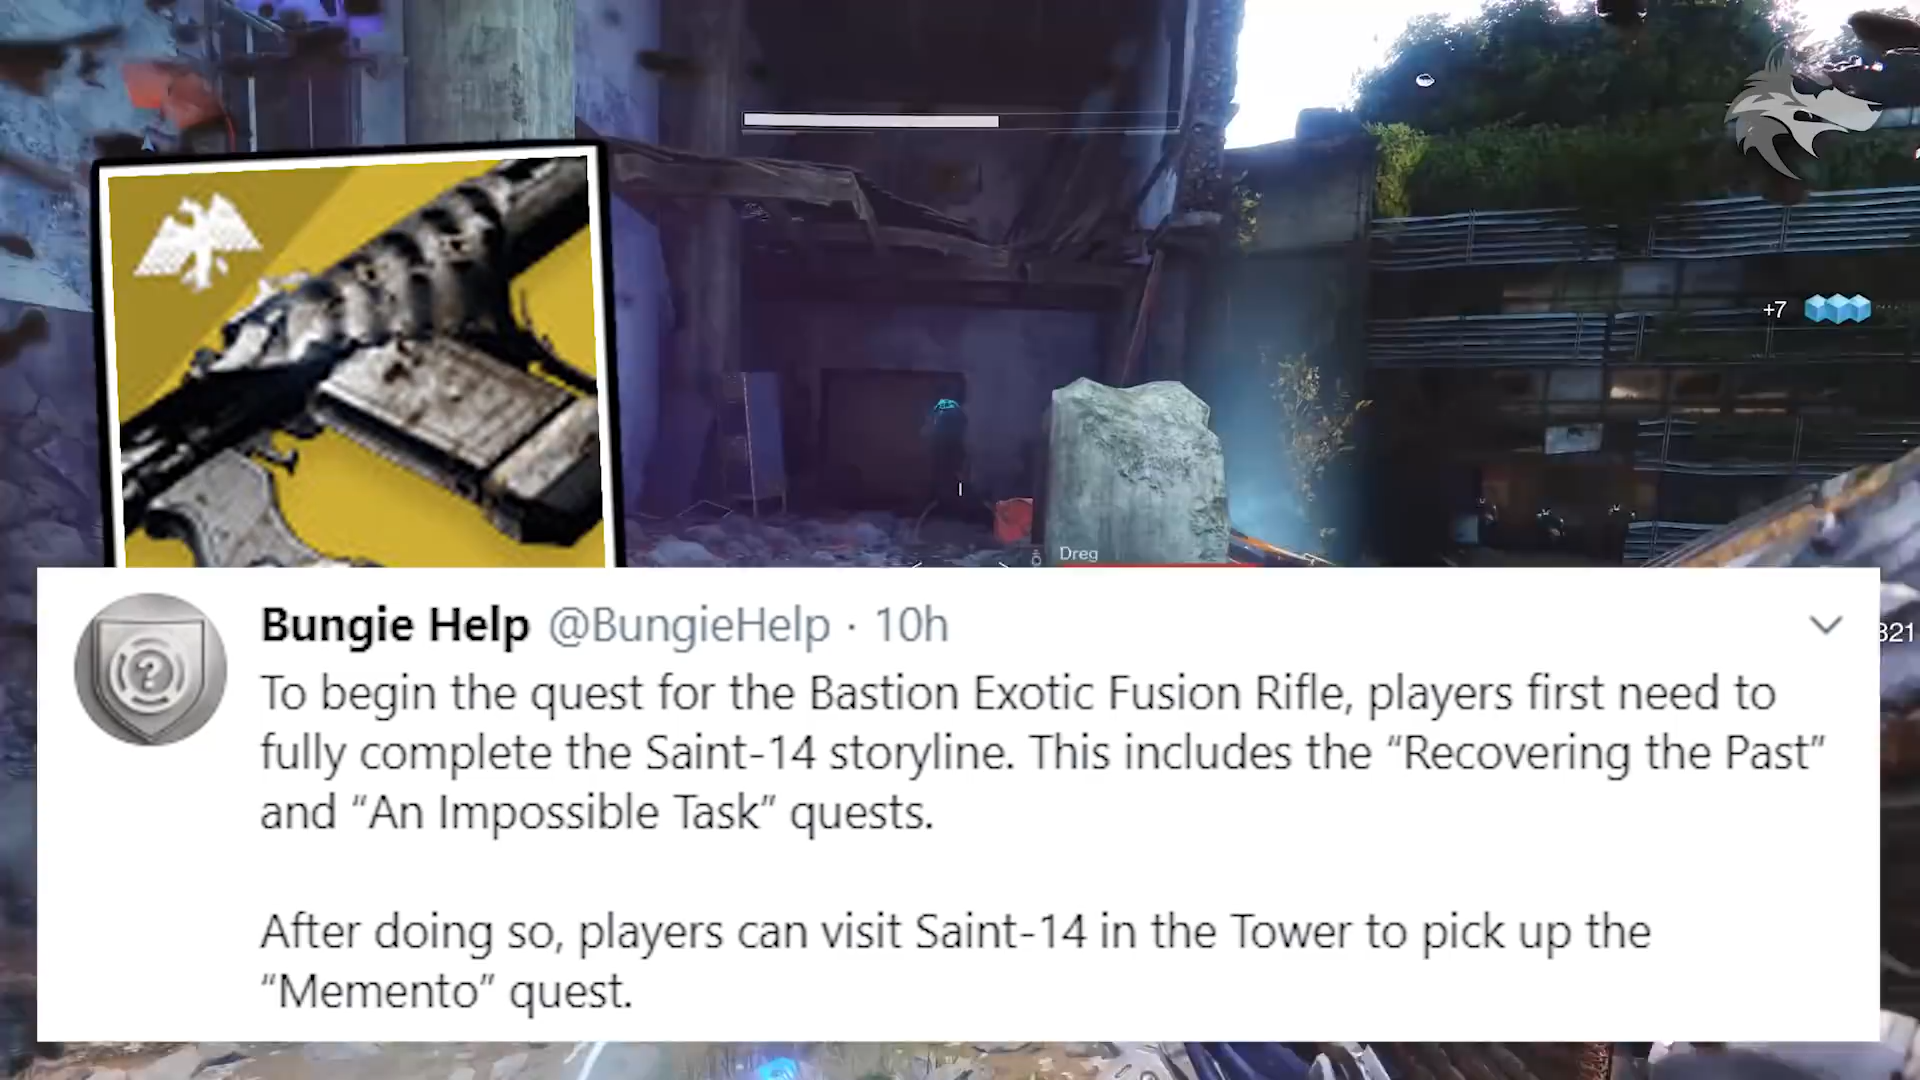 +7
Dreg
321
Bungie Help @BungieHelp · 10h
To begin the quest for the Bastion Exotic Fusion Rifle, players first need to
fully complete the Saint-14 storyline. This includes the “Recovering the Past”
and “An Impossible Task” quests.
After doing so, players can visit Saint-14 in the Tower to pick up the
“Memento” quest.